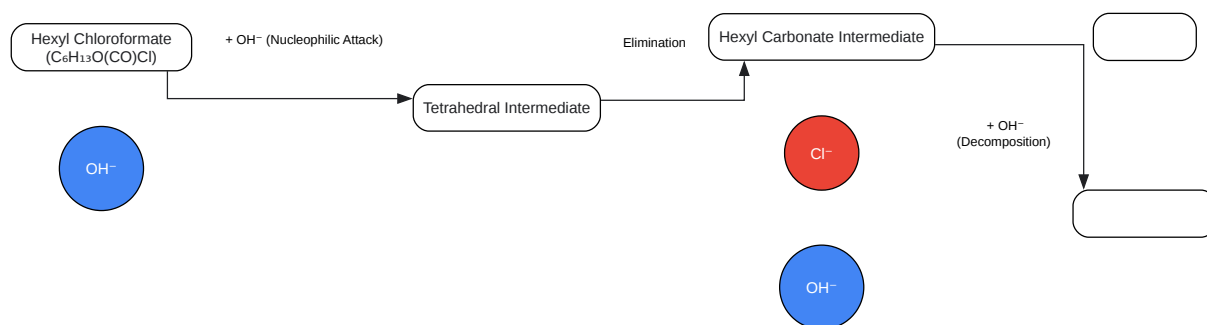 Hexyl Chloroformate
(C₆H₁₃O(CO)Cl)
+ OH⁻ (Nucleophilic Attack)
Elimination
Hexyl Carbonate Intermediate
Tetrahedral Intermediate
+ OH⁻
(Decomposition)
OH⁻
Cl⁻
OH⁻